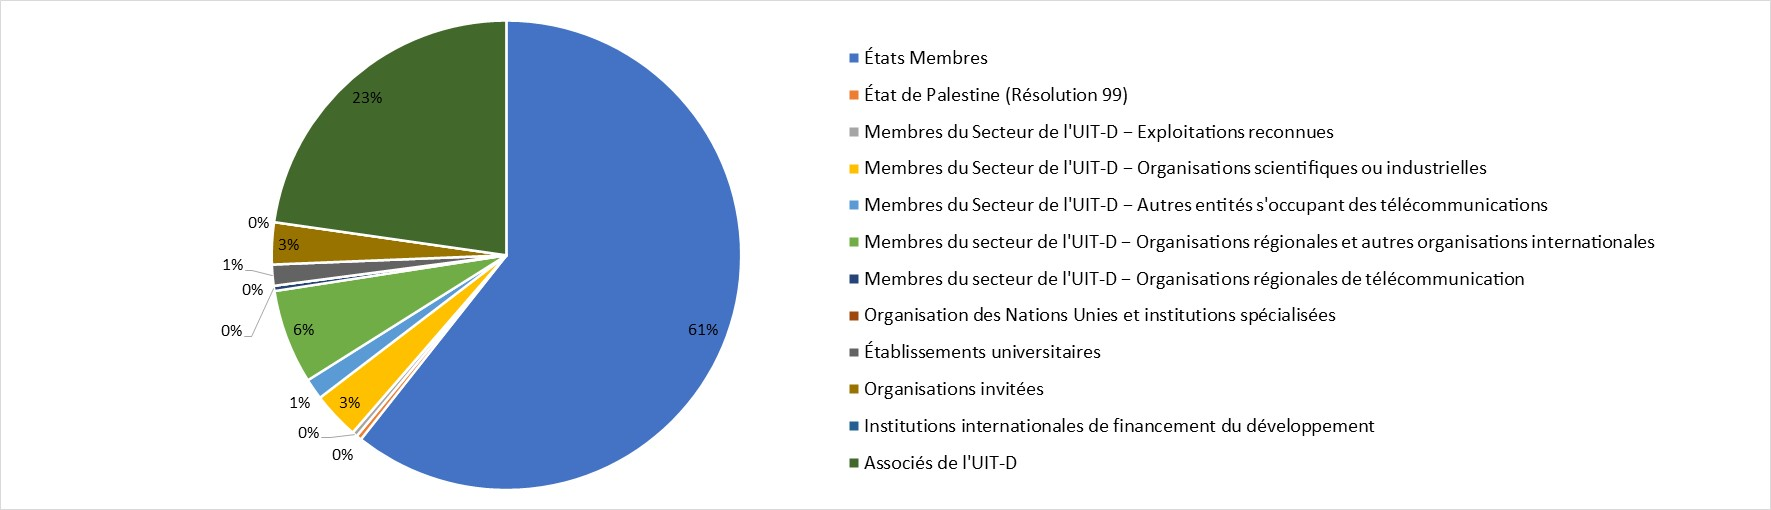 23%
0%
3%
1%
0%
0%
6%
1%
3%
0%
0%
61%
États Membres
État de Palestine (Résolution 99)
Membres du Secteur de l'UIT-D – Exploitations reconnues
Membres du Secteur de l'UIT-D – Organisations scientifiques ou industrielles
Membres du Secteur de l'UIT-D – Autres entités s'occupant des télécommunications
Membres du secteur de l'UIT-D – Organisations régionales et autres organisations internationales
Membres du secteur de l'UIT-D – Organisations régionales de télécommunication
Organisation des Nations Unies et institutions spécialisées
Établissements universitaires
Organisations invitées
Institutions internationales de financement du développement
Associés de l'UIT-D